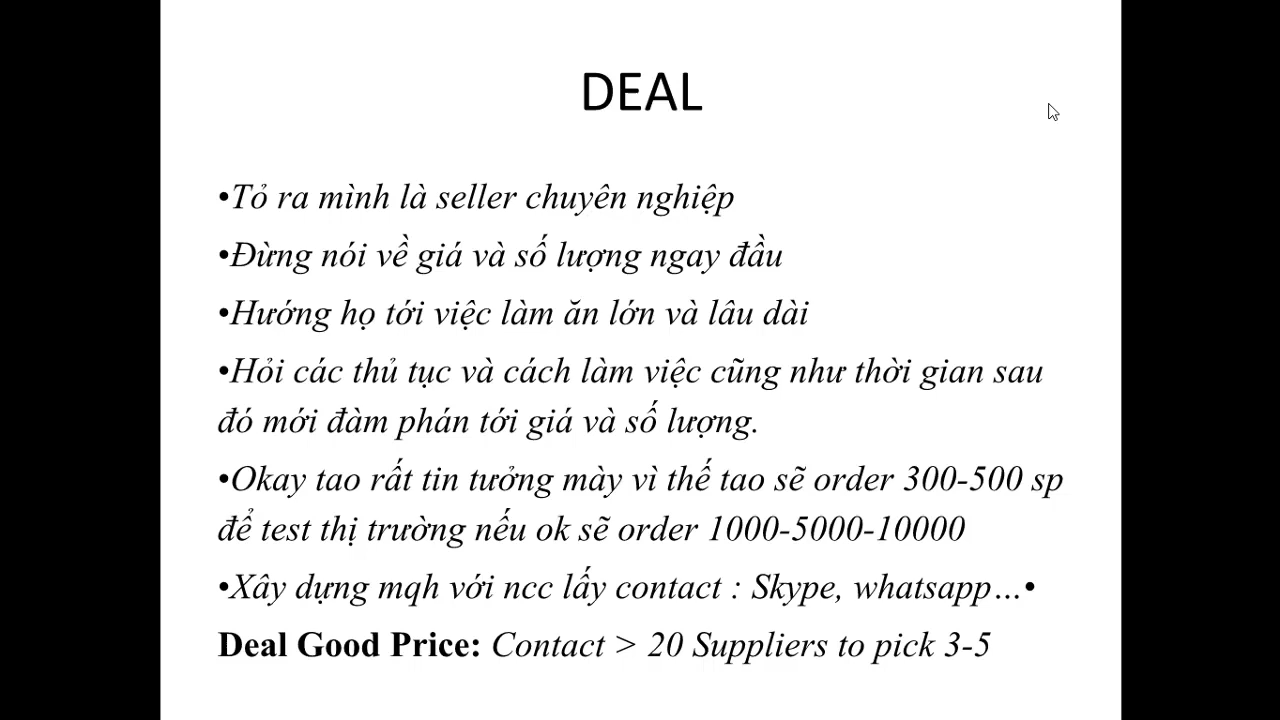 DEAL
•Tỏ ra mình là seller chuyên nghiệp
•Đừng nói về giá và số lượng ngay đầu
•Hướng họ tới việc làm ăn lớn và lâu dài
•Hỏi các thủ tục và cách làm việc cũng như thời gian sau
đó mới đàm phán tới giá và số lượng.
•Okay tao rất tin tưởng mày vì thế tao sẽ order 300-500 sp
để test thị trường nếu ok sẽ order 1000-5000-10000
•Xây dựng mqh với ncc lấy contact : Skype, whatsapp…•
Deal Good Price: Contact > 20 Suppliers to pick 3-5